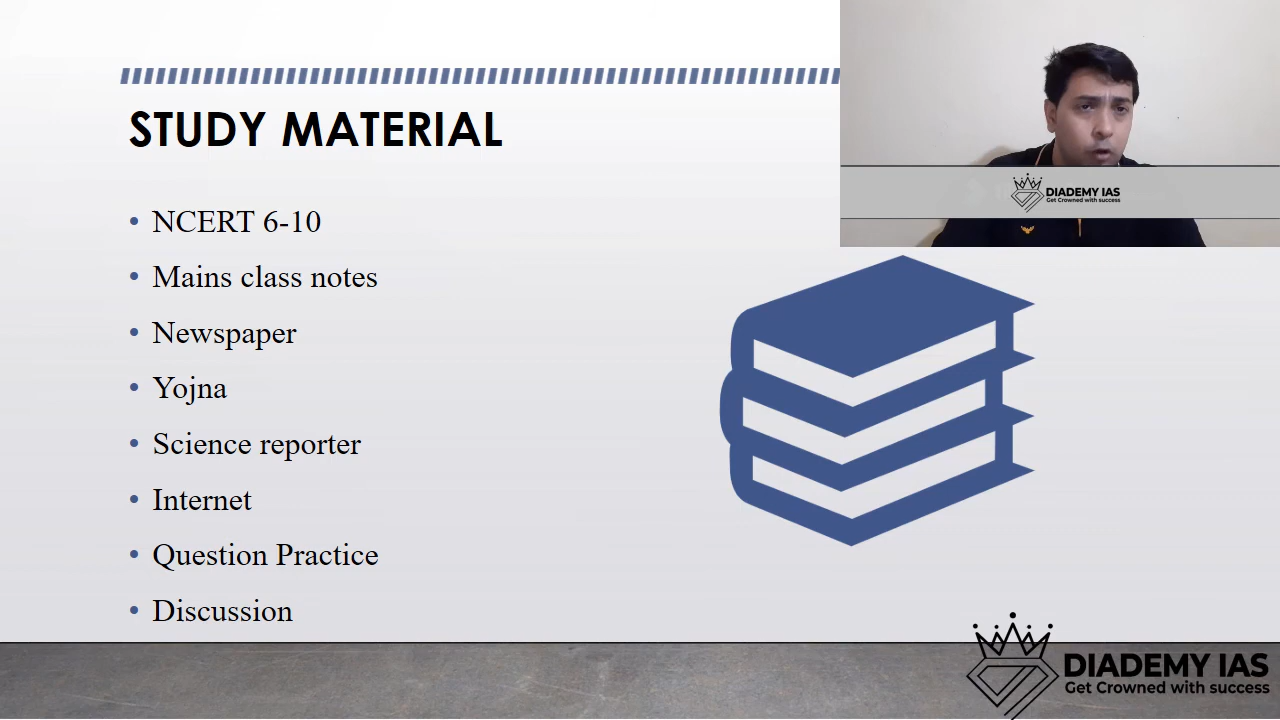 STUDY MATERIAL
• NCERT 6-10
• Mains class notes
• Newspaper
• Yojna
• Science reporter
• Internet
• Question Practice
• Discussion
DIADEMY IAS
Get Crowned with success
DIADEMY IAS
Get Crowned with success